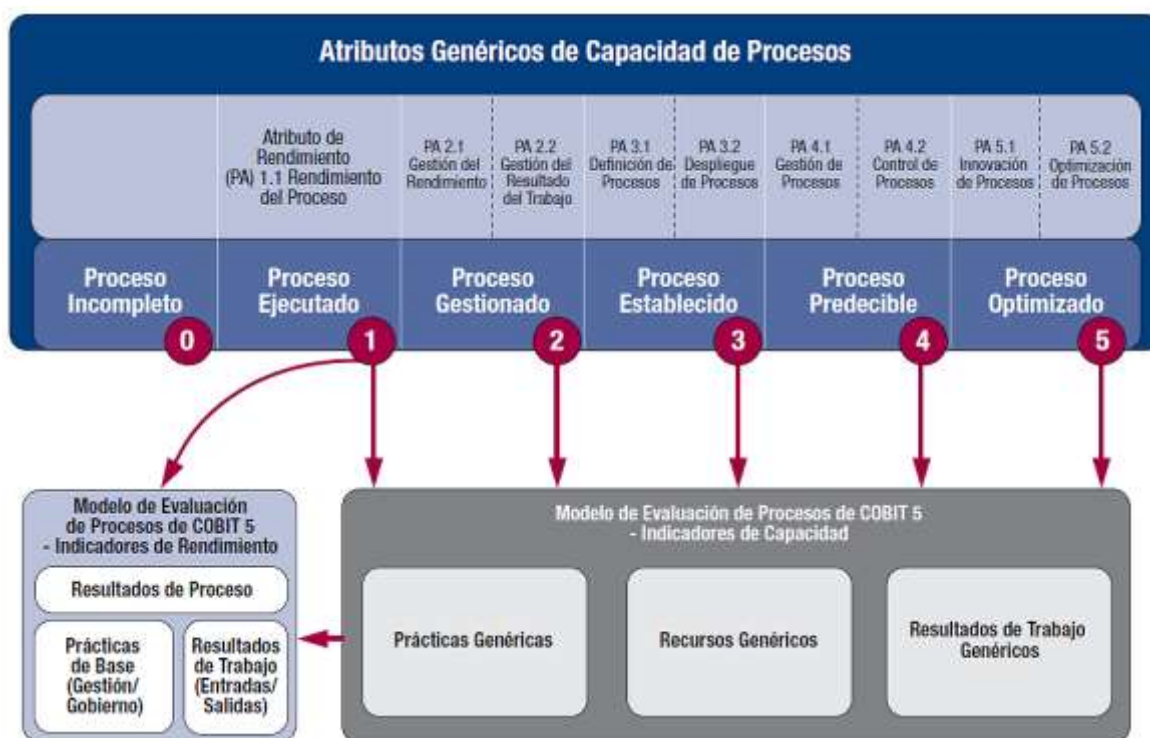 Atributos Genéricos de Capacidad de Procesos
Atributo de
Rendimiento
(PA) 1.1 Rendimiento
del Proceso
PA 2.1
Gestión del
Rendimiento
PA 2.2
Gestión del
Resultado
del Trabajo
PA 3.1
Definición de
Procesos
PA 3.2
Despliegue
de Procesos
PA 4.1
Gestión de
Procesos
PA 4.2
Control de
Procesos
PA 5.1
Innovación
de Procesos
PA 5.2
Optimización
de Procesos
Proceso
Incompleto
0
Proceso
Ejecutado
1
Proceso
Gestionado
2
Proceso
Establecido
3
Proceso
Predecible
4
Proceso
Optimizado
5
Modelo de Evaluación
de Procesos de COBIT 5
- Indicadores de Rendimiento
Resultados de Proceso
Prácticas
de Base
(Gestión/
Gobierno)
Resultados
de Trabajo
(Entradas/
Salidas)
Modelo de Evaluación de Procesos de COBIT 5
- Indicadores de Capacidad
Prácticas Genéricas
Recursos Genéricos
Resultados de Trabajo
Genéricos